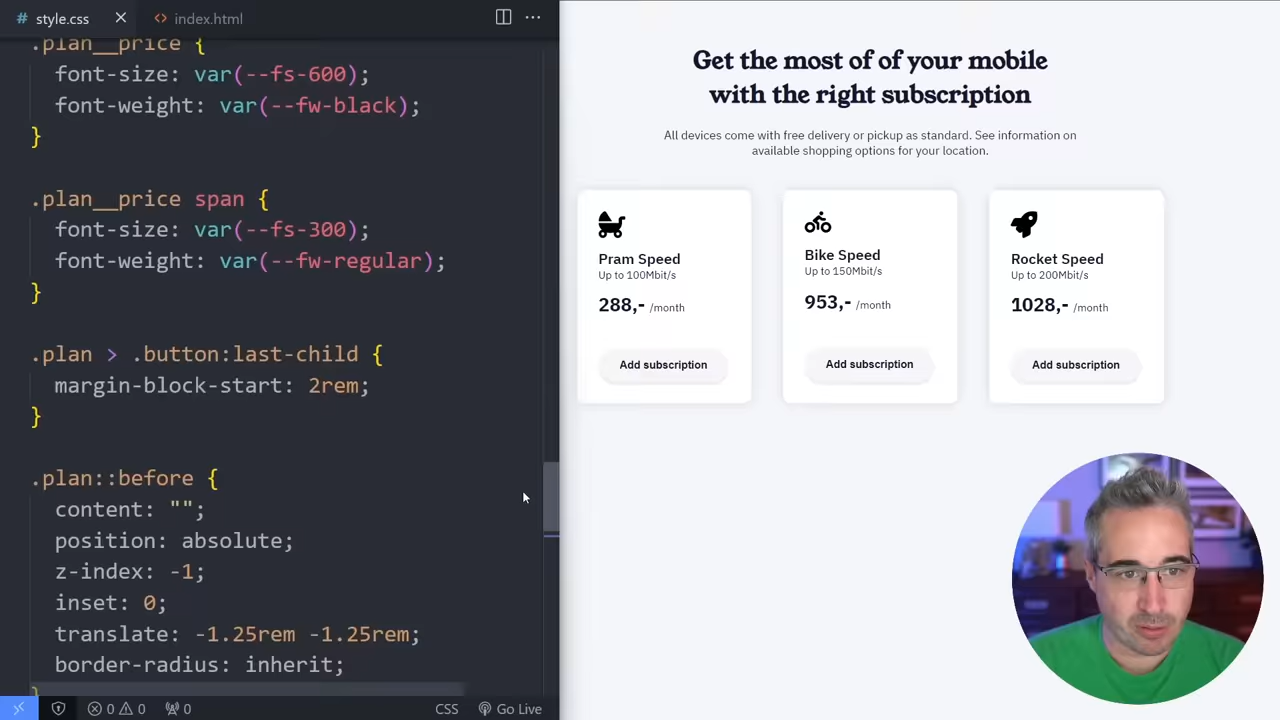 # style.css
<> index.html
.plan__price {
font-size: var(--fs-600);
font-weight: var(--fw-black);
}
.plan__price span {
font-size: var(--fs-300);
font-weight: var(--fw-regular);
}
.plan > .button:last-child {
margin-block-start: 2rem;
}
.plan::before {
content: "";
position: absolute;
z-index: -1;
inset: 0;
translate: -1.25rem -1.25rem;
border-radius: inherit;
}
0 0 0 CSS Go Live
Get the most of of your mobile
with the right subscription
All devices come with free delivery or pickup as standard. See information on
available shopping options for your location.
Pram Speed
Up to 100Mbit/s
288,- /month
Add subscription
Bike Speed
Up to 150Mbit/s
953,- /month
Add subscription
Rocket Speed
Up to 200Mbit/s
1028,- /month
Add subscription